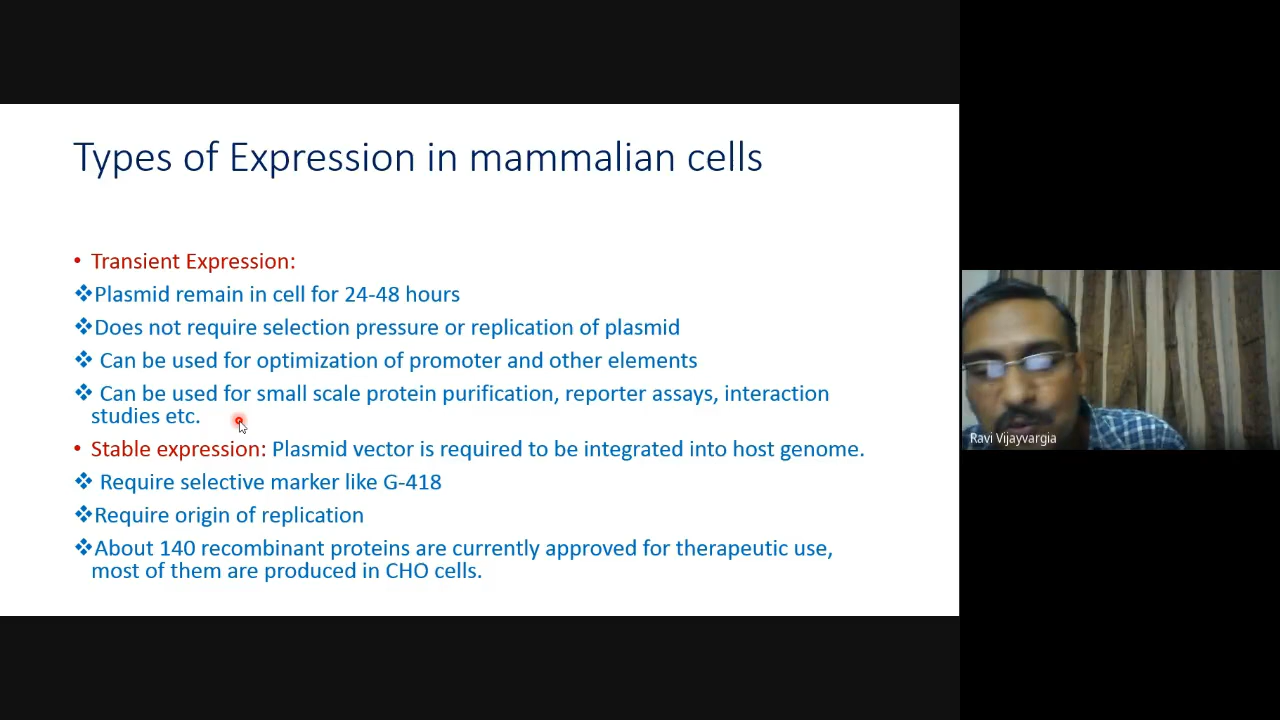 Types of Expression in mammalian cells
• Transient Expression:
❖Plasmid remain in cell for 24-48 hours
❖Does not require selection pressure or replication of plasmid
❖ Can be used for optimization of promoter and other elements
❖ Can be used for small scale protein purification, reporter assays, interaction
studies etc.
• Stable expression: Plasmid vector is required to be integrated into host genome.
❖ Require selective marker like G-418
❖Require origin of replication
❖About 140 recombinant proteins are currently approved for therapeutic use,
most of them are produced in CHO cells.
Ravi Vijayvargia